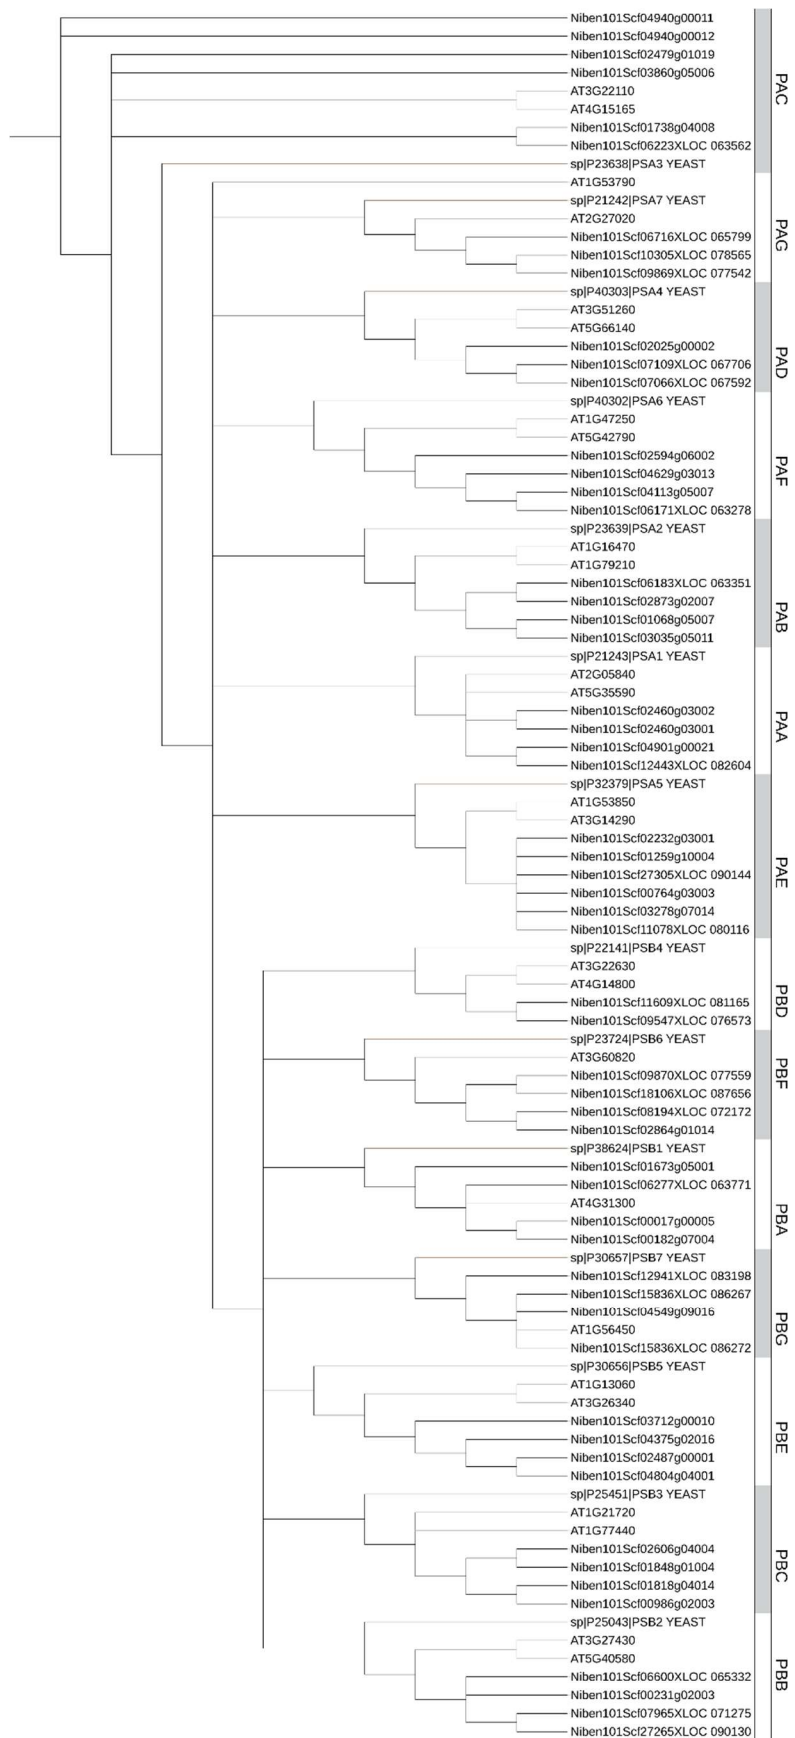 Niben101Scf04940g00011
Niben101Scf04940g00012
Niben101Scf02479g01019
Niben101Scf03860g05006
AT3G22110
AT4G15165
Niben101Scf01738g04008
Niben101Scf06223XLOC 063562
sp|P23638|PSA3 YEAST
PAC
AT1G53790
sp|P21242|PSA7 YEAST
AT2G27020
Niben101Scf06716XLOC 065799
Niben101Scf10305XLOC 078565
Niben101Scf09869XLOC 077542
PAG
sp|P40303|PSA4 YEAST
AT3G51260
AT5G66140
Niben101Scf02025g00002
Niben101Scf07109XLOC 067706
Niben101Scf07066XLOC 067592
PAD
sp|P40302|PSA6 YEAST
AT1G47250
AT5G42790
Niben101Scf02594g06002
Niben101Scf04629g03013
Niben101Scf04113g05007
Niben101Scf06171XLOC 063278
PAF
sp|P23639|PSA2 YEAST
AT1G16470
AT1G79210
Niben101Scf06183XLOC 063351
Niben101Scf02873g02007
Niben101Scf01068g05007
Niben101Scf03035g05011
PAB
sp|P21243|PSA1 YEAST
AT2G05840
AT5G35590
Niben101Scf02460g03002
Niben101Scf02460g03001
Niben101Scf04901g00021
Niben101Scf12443XLOC 082604
PAA
sp|P32379|PSA5 YEAST
AT1G53850
AT3G14290
Niben101Scf02232g03001
Niben101Scf01259g10004
Niben101Scf27305XLOC 090144
Niben101Scf00764g03003
Niben101Scf03278g07014
Niben101Scf11078XLOC 080116
PAE
sp|P22141|PSB4 YEAST
AT3G22630
AT4G14800
Niben101Scf11609XLOC 081165
Niben101Scf09547XLOC 076573
PBD
sp|P23724|PSB6 YEAST
AT3G60820
Niben101Scf09870XLOC 077559
Niben101Scf18106XLOC 087656
Niben101Scf08194XLOC 072172
Niben101Scf02864g01014
PBF
sp|P38624|PSB1 YEAST
Niben101Scf01673g05001
Niben101Scf06277XLOC 063771
AT4G31300
Niben101Scf00017g00005
Niben101Scf00182g07004
PBA
sp|P30657|PSB7 YEAST
Niben101Scf12941XLOC 083198
Niben101Scf15836XLOC 086267
Niben101Scf04549g09016
AT1G56450
Niben101Scf15836XLOC 086272
PBG
sp|P30656|PSB5 YEAST
AT1G13060
AT3G26340
Niben101Scf03712g00010
Niben101Scf04375g02016
Niben101Scf02487g00001
Niben101Scf04804g04001
PBE
sp|P25451|PSB3 YEAST
AT1G21720
AT1G77440
Niben101Scf02606g04004
Niben101Scf01848g01004
Niben101Scf01818g04014
Niben101Scf00986g02003
PBC
sp|P25043|PSB2 YEAST
AT3G27430
AT5G40580
Niben101Scf06600XLOC 065332
Niben101Scf00231g02003
Niben101Scf07965XLOC 071275
Niben101Scf27265XLOC 090130
PBB